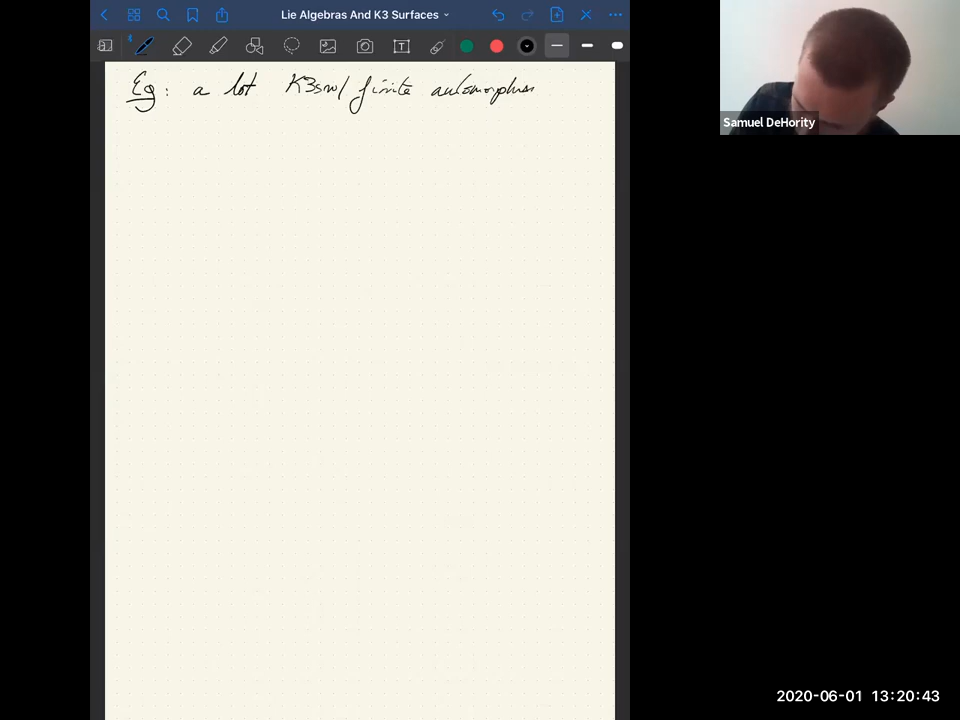 Lie Algebras And K3 Surfaces
T
Eg: a lot K3s w/ finite automorphism
Samuel DeHority
2020-06-01 13:20:43